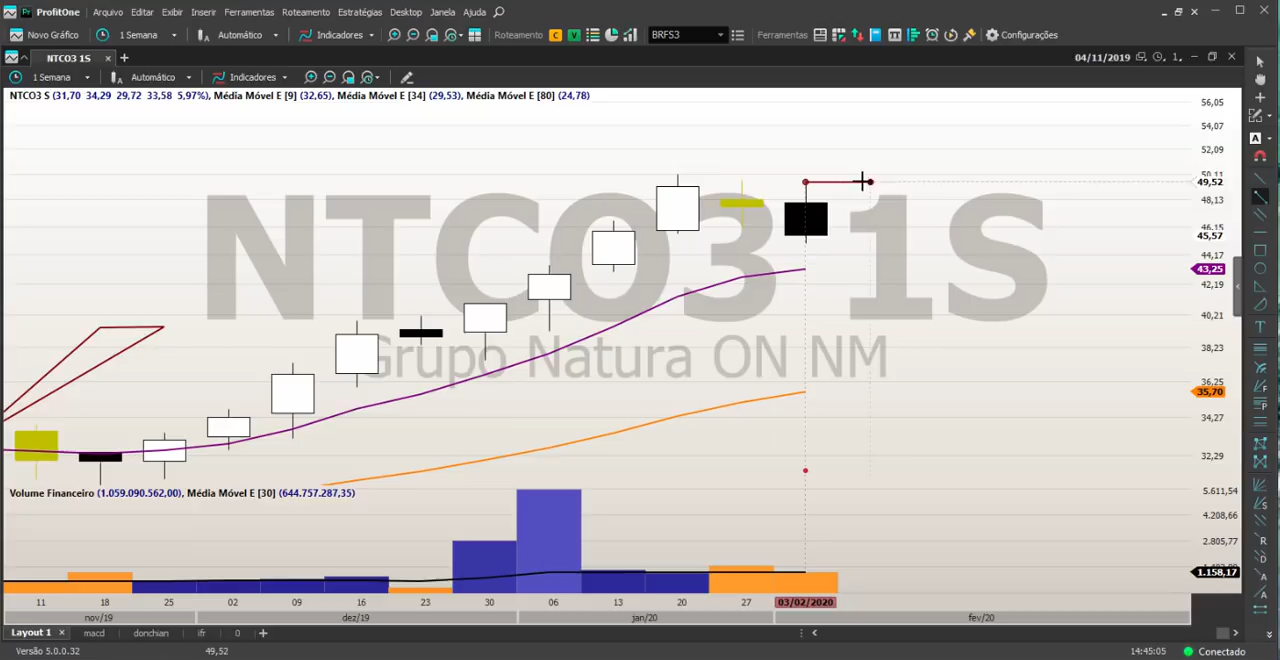 ProfitOne Arquivo Editar Exibir Inserir Ferramentas Roteamento Estratégias Desktop Janela Ajuda
Novo Gráfico 1 Semana Automático Indicadores Roteamento C V BRFS3 Ferramentas Configurações
NTCO3 1S 04/11/2019 1
1 Semana Automático Indicadores
NTCO3 S (31,70 34,29 29,72 33,58 5,97%), Média Móvel E [9] (32,65), Média Móvel E [34] (29,53), Média Móvel E [80] (24,78)
56,05
54,07
52,09
50,11
49,52
48,13
46,15
45,57
44,17
43,25
42,19
40,21
38,23
36,25
35,70
34,27
32,29
NTCO3 1S
Grupo Natura ON NM
Volume Financeiro (1.059.090.562,00), Média Móvel E [30] (644.757.287,35)
5.611,54
4.208,66
2.805,77
1.158,17
11 18 25 02 09 16 23 30 06 13 20 27 03/02/2020
nov/19 dez/19 jan/20 fev/20
Layout 1 macd donchian ifr 0
Versão 5.0.0.32 49,52 14:45:05 Conectado